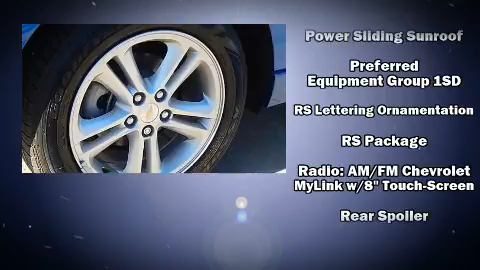 Power Sliding Sunroof
Preferred
Equipment Group 1SD
RS Lettering Ornamentation
RS Package
Radio: AM/FM Chevrolet
MyLink w/8" Touch-Screen
Rear Spoiler